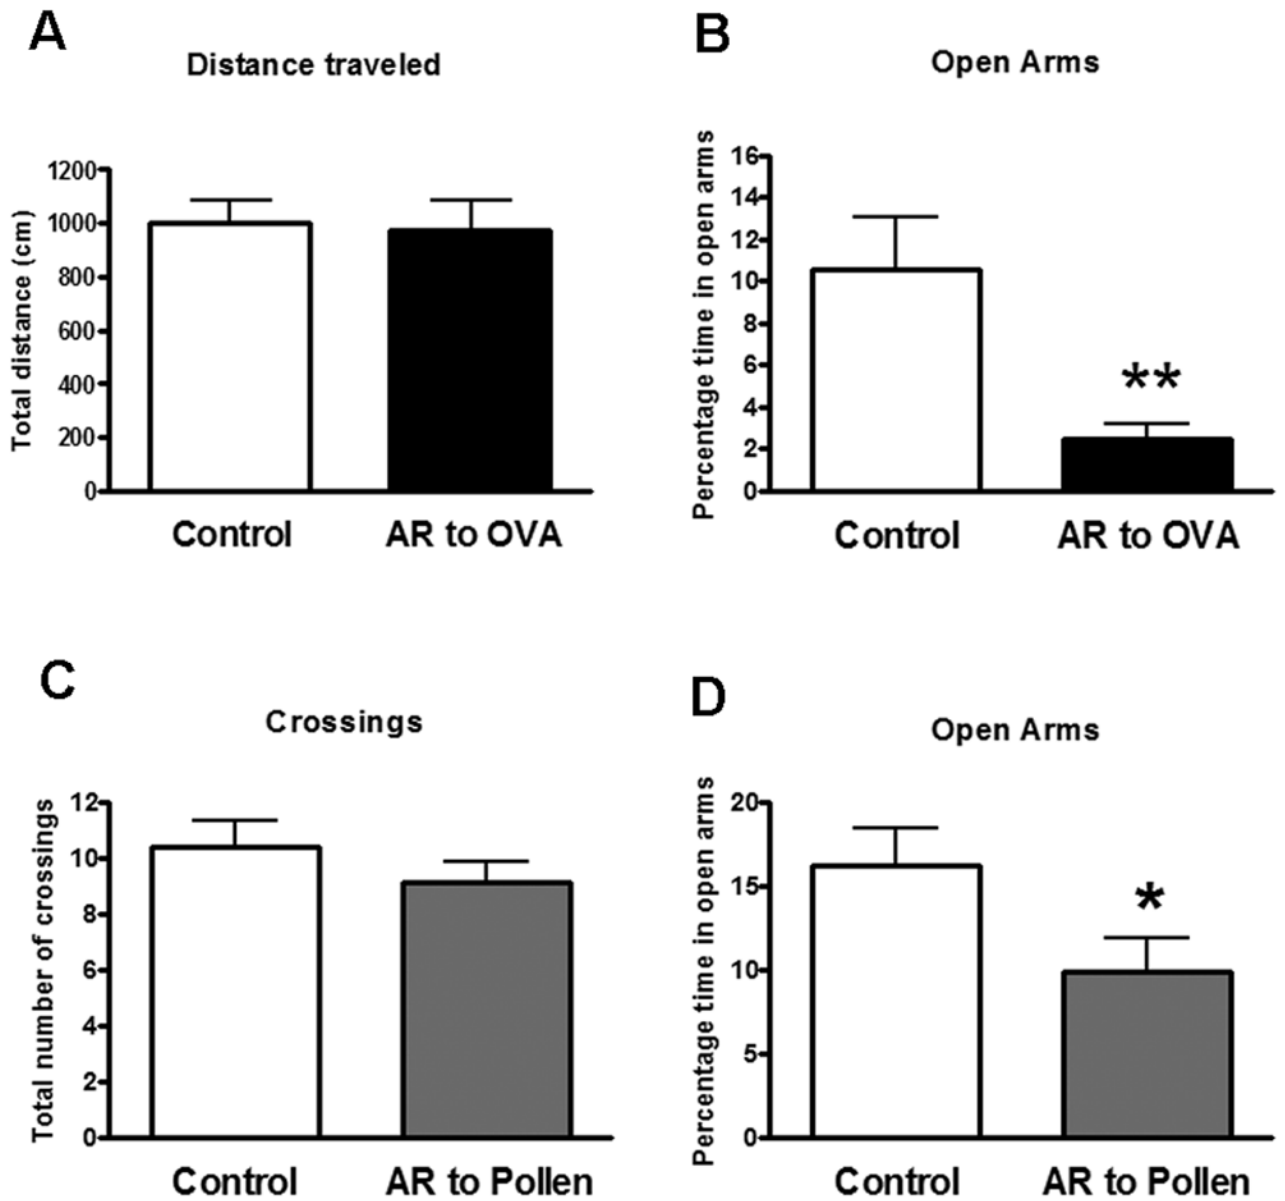 A
Distance traveled
Total distance (cm)
1200
1000
800
600
400
200
0
Control
AR to OVA
B
Open Arms
Percentage time in open arms
16
14
12
10
8
6
4
2
0
**
Control
AR to OVA
C
Crossings
Total number of crossings
12
10
8
6
4
2
0
Control
AR to Pollen
D
Open Arms
Percentage time in open arms
20
15
10
5
0
*
Control
AR to Pollen